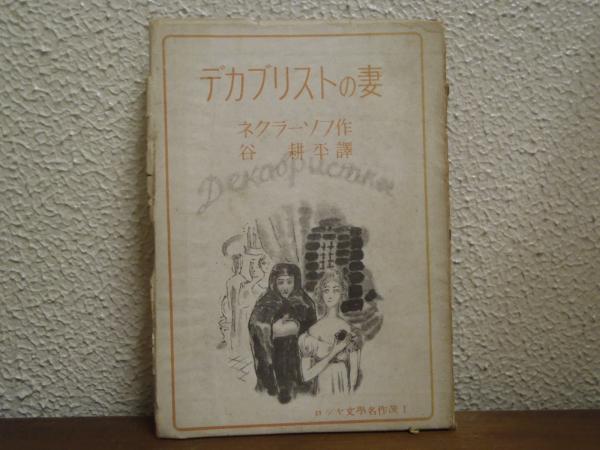 デカブリストの妻
ネクラーソフ作
谷 耕平譯
Декабристки
ロシヤ文學名作選 1